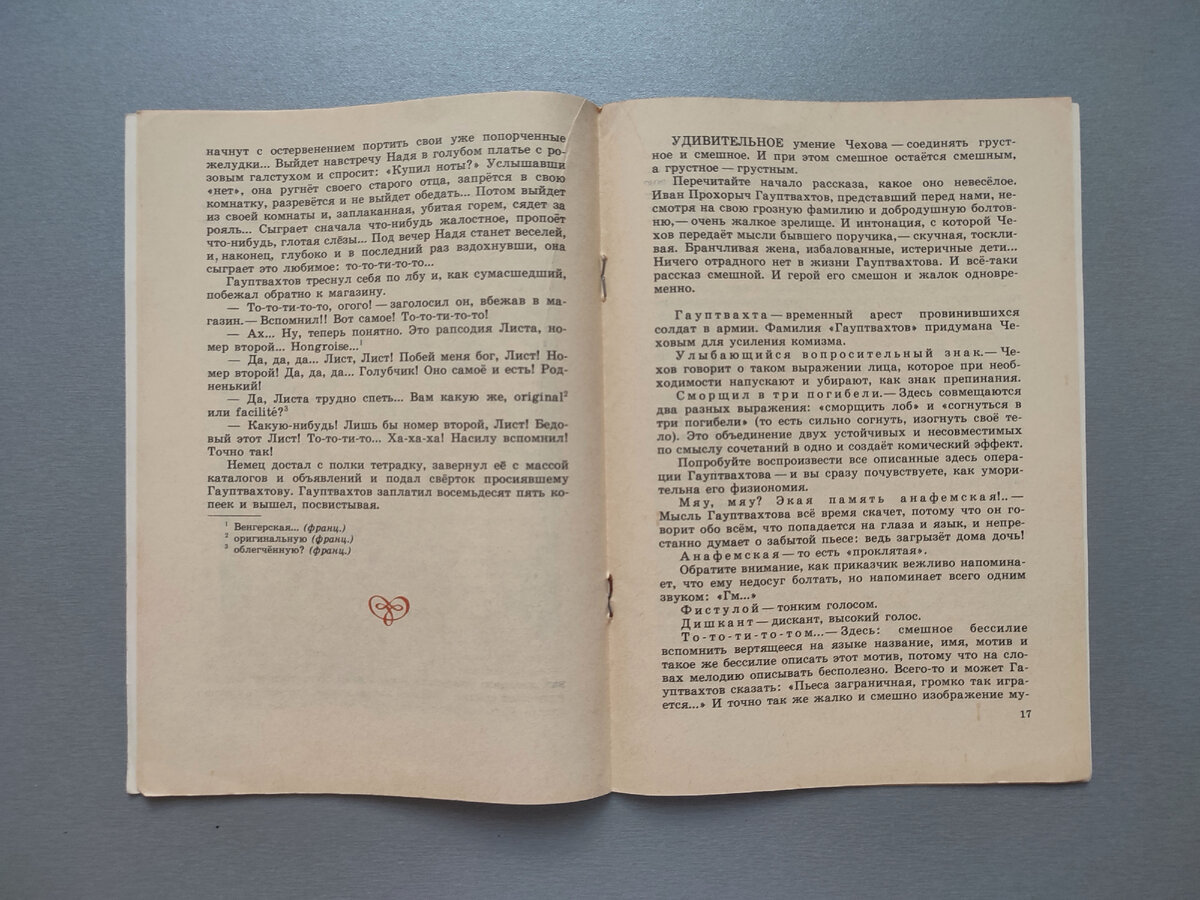 начнут с остервенением портить свои уже попорченные
желудки... Выйдет навстречу Надя в голубом платье с ро-
зовым галстухом и спросит: «Купил ноты?» Услышавши
«нет», она ругнёт своего старого отца, запрётся в свою
комнатку, разревётся и не выйдет обедать... Потом выйдет
из своей комнаты и, заплаканная, убитая горем, сядет за
рояль... Сыграет сначала что-нибудь жалостное, пропоёт
что-нибудь, глотая слёзы... Под вечер Надя станет веселей,
и, наконец, глубоко и в последний раз вздохнувши, она
сыграет это любимое: то-то-ти-то-то...
Гауптвахтов треснул себя по лбу и, как сумасшедший,
побежал обратно к магазину.
— То-то-ти-то-то, огого! — заголосил он, вбежав в ма-
газин.— Вспомнил!! Вот самое! То-то-ти-то-то!
— Ах... Ну, теперь понятно. Это рапсодия Листа, но-
мер второй... Hongroise...¹
— Да, да, да... Лист, Лист! Побей меня бог, Лист! Но-
мер второй! Да, да, да... Голубчик! Оно самоё и есть! Род-
ненький!
— Да, Листа трудно спеть... Вам какую же, original²
или facilité?³
— Какую-нибудь! Лишь бы номер второй, Лист! Бедо-
вый этот Лист! То-то-ти-то... Ха-ха-ха! Насилу вспомнил!
Точно так!
Немец достал с полки тетрадку, завернул её с массой
каталогов и объявлений и подал свёрток просиявшему
Гауптвахтову. Гауптвахтов заплатил восемьдесят пять ко-
пеек и вышел, посвистывая.
¹ Венгерская... (франц.)
² оригинальную (франц.)
³ облегчённую? (франц.)
УДИВИТЕЛЬНОЕ умение Чехова — соединять груст-
ное и смешное. И при этом смешное остаётся смешным,
а грустное — грустным.
Перечитайте начало рассказа, какое оно невесёлое.
Иван Прохорыч Гауптвахтов, представший перед нами, не-
смотря на свою грозную фамилию и добродушную болтов-
ню,— очень жалкое зрелище. И интонация, с которой Че-
хов передаёт мысли бывшего поручика,— скучная, тоскли-
вая. Бранчливая жена, избалованные, истеричные дети...
Ничего отрадного нет в жизни Гауптвахтова. И всё-таки
рассказ смешной. И герой его смешон и жалок одновре-
менно.
Гауптвахта — временный арест провинившихся
солдат в армии. Фамилия «Гауптвахтов» придумана Че-
ховым для усиления комизма.
Улыбающийся вопросительный знак.— Че-
хов говорит о таком выражении лица, которое при необ-
ходимости напускают и убирают, как знак препинания.
Сморщил в три погибели.— Здесь совмещаются
два разных выражения: «сморщить лоб» и «согнуться в
три погибели» (то есть сильно согнуть, изогнуть своё те-
ло). Это объединение двух устойчивых и несовместимых
по смыслу сочетаний в одно и создаёт комический эффект.
Попробуйте воспроизвести все описанные здесь опера-
ции Гауптвахтова — и вы сразу почувствуете, как умори-
тельна его физиономия.
Мяу, мяу? Экая память анафемская!.. —
Мысль Гауптвахтова всё время скачет, потому что он го-
ворит обо всём, что попадается на глаза и язык, и непре-
станно думает о забытой пьесе: ведь загрызёт дома дочь!
Анафемская — то есть «проклятая».
Обратите внимание, как приказчик вежливо напомина-
ет, что ему недосуг болтать, но напоминает всего одним
звуком: «Гм...»
Фистулой — тонким голосом.
Дишкант — дискант, высокий голос.
То-то-ти-то-том...— Здесь: смешное бессилие
вспомнить вертящееся на языке название, имя, мотив и
такое же бессилие описать этот мотив, потому что на сло-
вах мелодию описывать бесполезно. Всего-то и может Га-
уптвахтов сказать: «Пьеса заграничная, громко так игра-
ется...» И точно так же жалко и смешно изображение му-
17